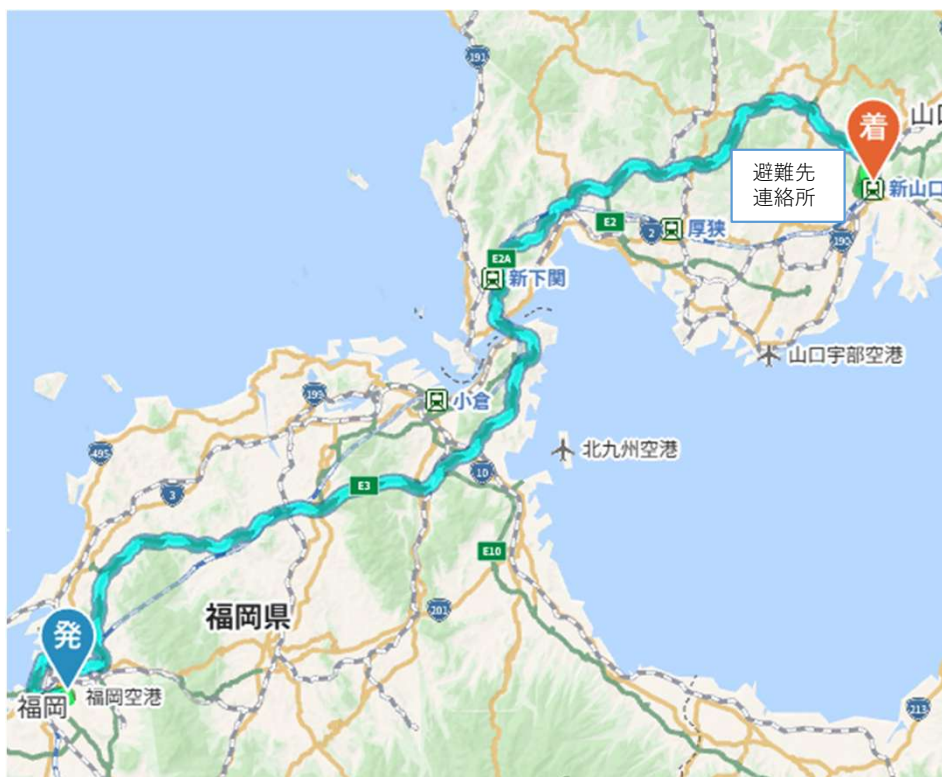 191
着
山口
避難先
連絡所
新山口
E2
2
厚狭
190
E2A
新下関
山口宇部空港
199
小倉
495
北九州空港
10
3
E3
E10
福岡県
201
発
福岡空港
福岡
213